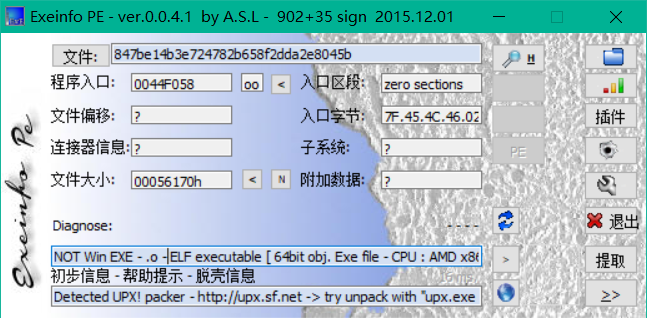 Exeinfo PE - ver.0.0.4.1 by A.S.L - 902+35 sign 2015.12.01
文件: 847be14b3e724782b658f2dda2e8045b H
程序入口: 0044F058 oo < 入口区段: zero sections
文件偏移: ? 入口字节: 7F.45.4C.46.02 插件
连接器信息: ? 子系统: ? PE
文件大小: 00056170h < N 附加数据: ?
Exeinfo Pe
Diagnose: ---- 退出
NOT Win EXE - .o - ELF executable [ 64bit obj. Exe file - CPU : AMD x86 > 提取
初步信息 - 帮助提示 - 脱壳信息
Detected UPX! packer - http://upx.sf.net -> try unpack with "upx.exe >>